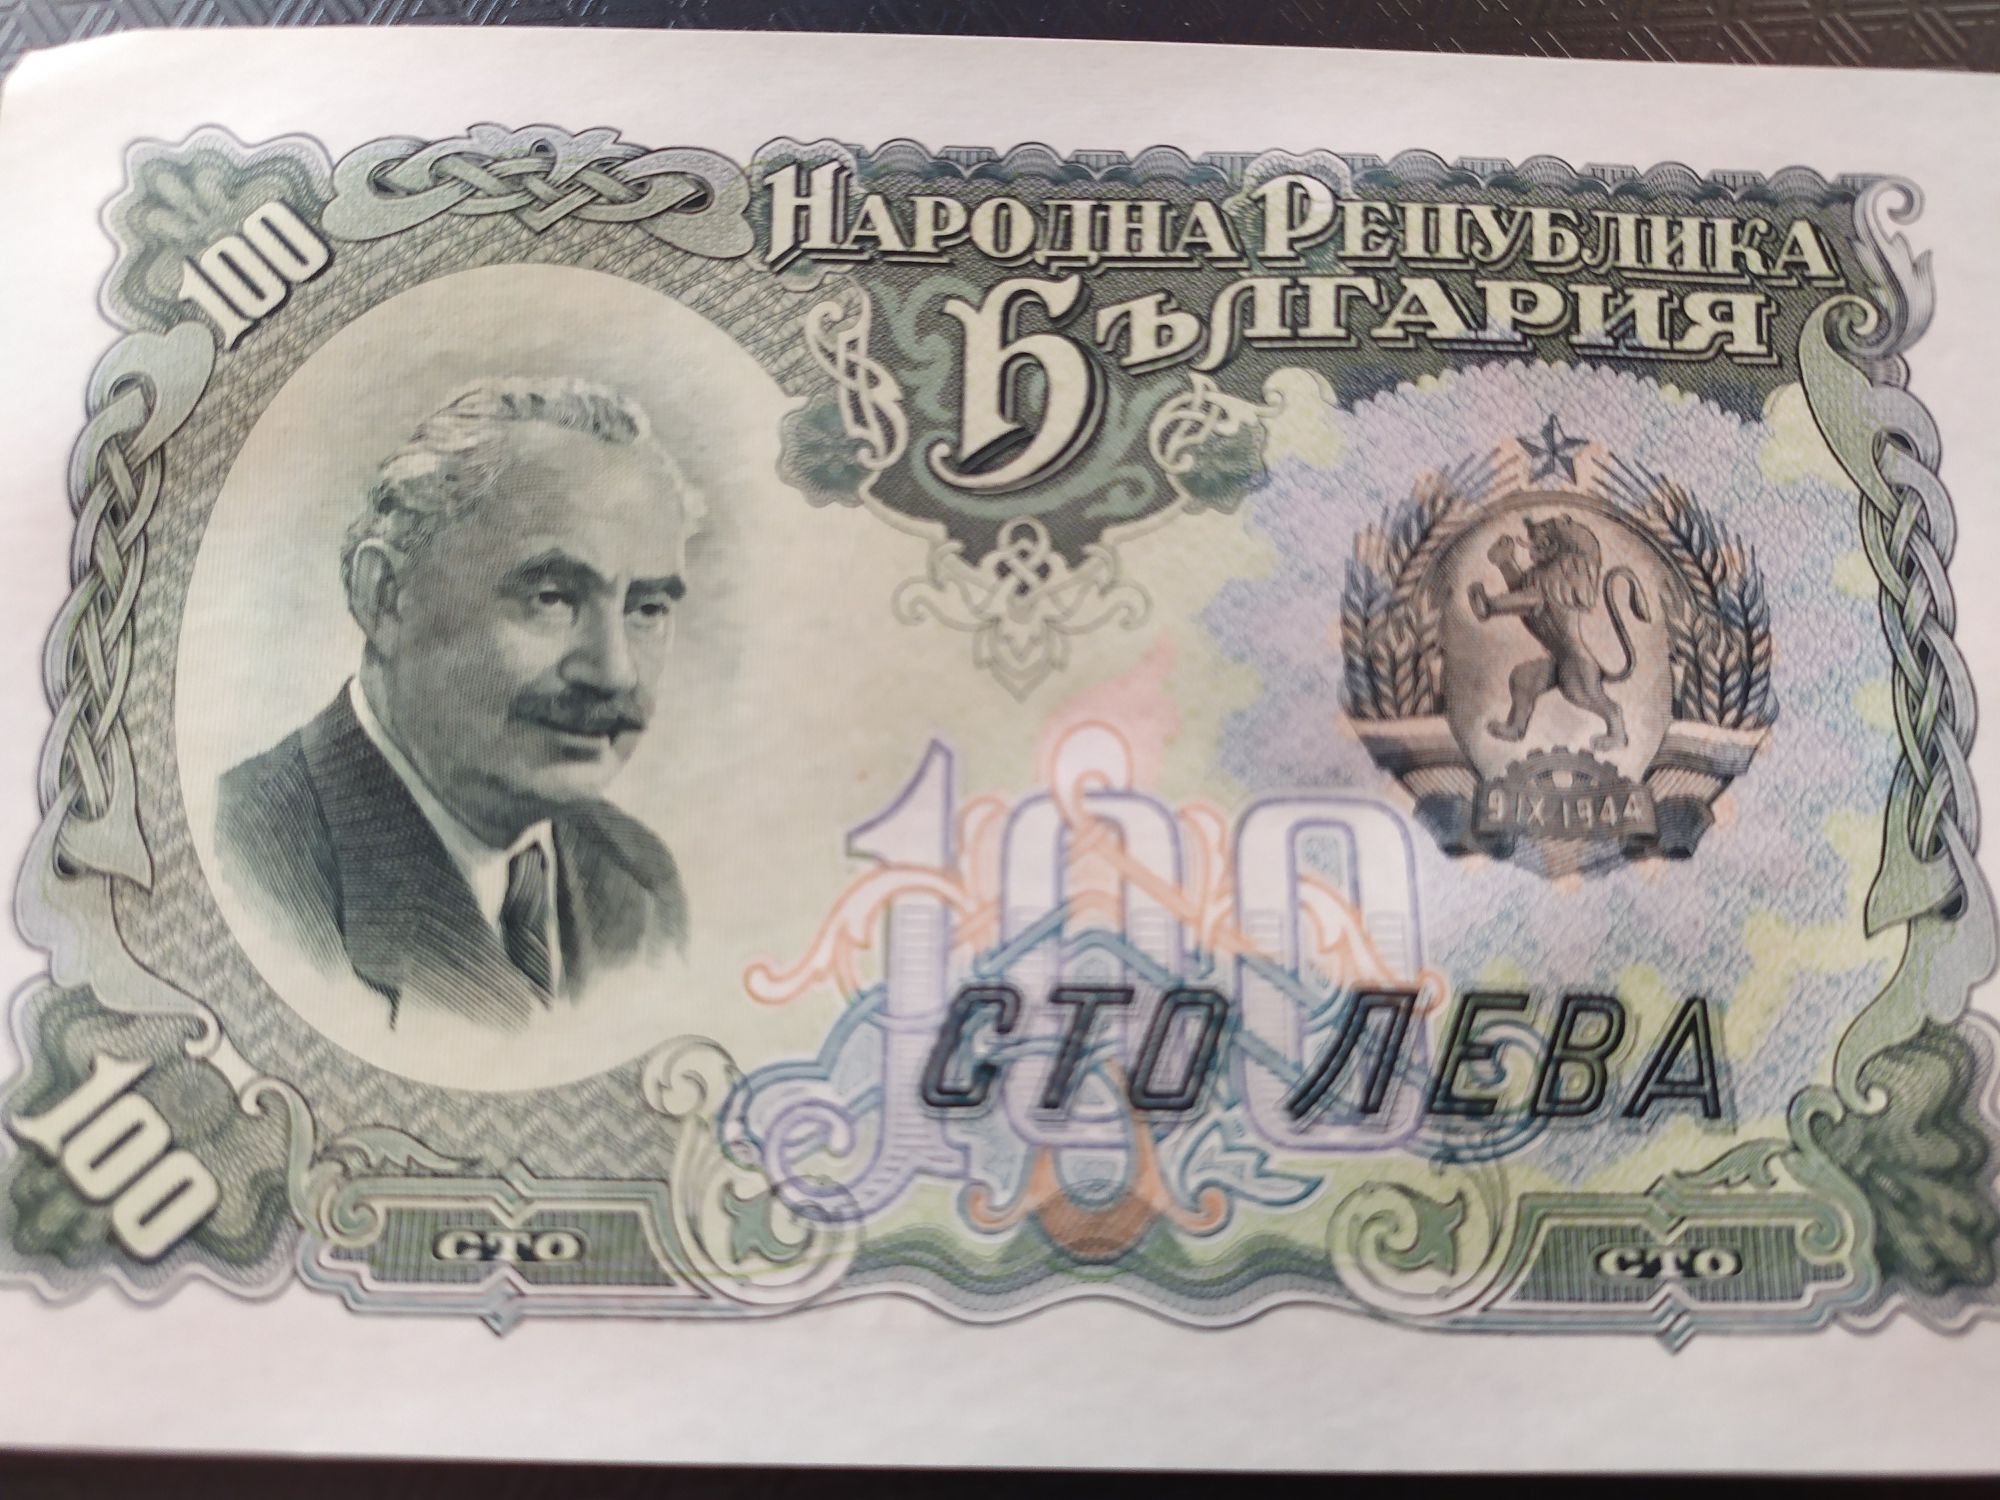 100
НАРОДНА РЕПУБЛИКА
БЪЛГАРИЯ
9 IX 1944
100
СТО ЛЕВА
100
СТО
СТО